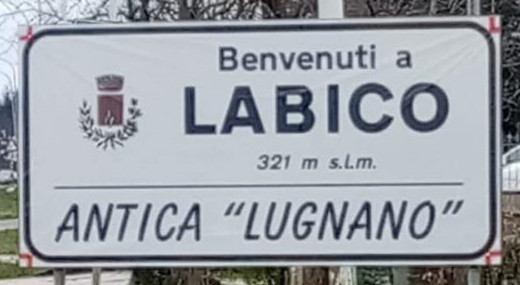 Benvenuti a
LABICO
321 m s.l.m.
ANTICA "LUGNANO"